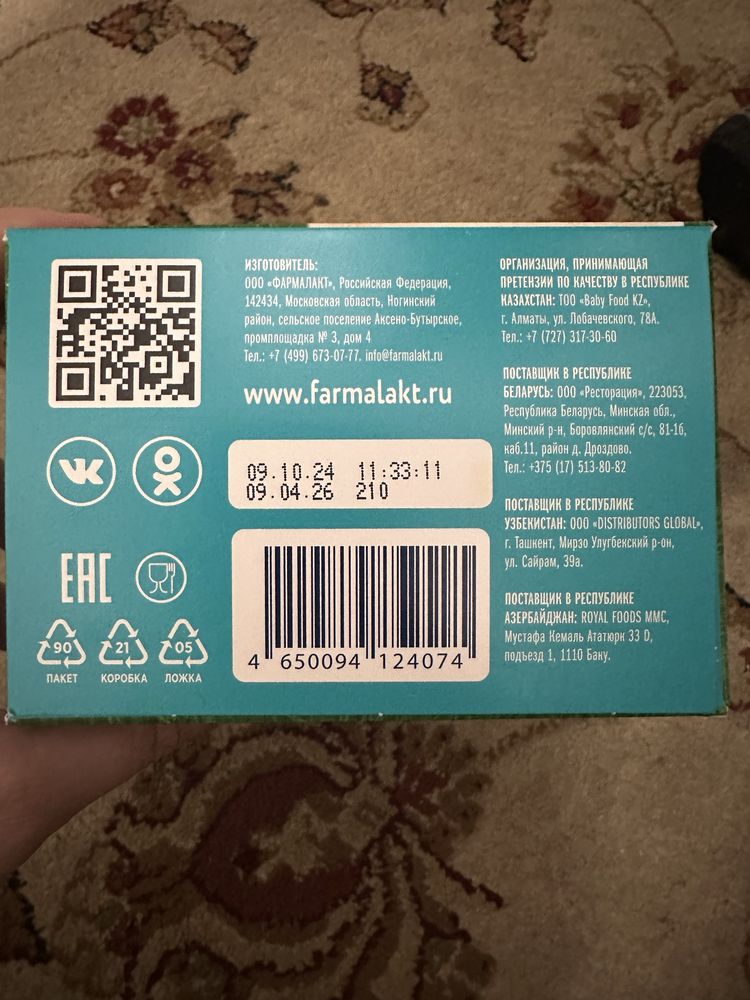 ИЗГОТОВИТЕЛЬ:
ООО «ФАРМАЛАКТ», Российская Федерация,
142434, Московская область, Ногинский
район, сельское поселение Аксено-Бутырское,
промплощадка № 3, дом 4
Тел.: +7 (499) 673-07-77. info@farmalakt.ru
www.farmalakt.ru
09.10.24 11:33:11
09.04.26 210
4 650094 124074
ЕАС
90
ПАКЕТ
21
КОРОБКА
05
ЛОЖКА
ОРГАНИЗАЦИЯ, ПРИНИМАЮЩАЯ
ПРЕТЕНЗИИ ПО КАЧЕСТВУ В РЕСПУБЛИКЕ
КАЗАХСТАН: ТОО «Baby Food KZ»,
г. Алматы, ул. Лобачевского, 78А.
Тел.: +7 (727) 317-30-60
ПОСТАВЩИК В РЕСПУБЛИКЕ
БЕЛАРУСЬ: ООО «Ресторация», 223053,
Республика Беларусь, Минская обл.,
Минский р-н, Боровлянский с/с, 81-1б,
каб.11, район д. Дроздово.
Тел.: +375 (17) 513-80-82
ПОСТАВЩИК В РЕСПУБЛИКЕ
УЗБЕКИСТАН: ООО «DISTRIBUTORS GLOBAL»,
г. Ташкент, Мирзо Улугбекский р-он,
ул. Сайрам, 39а.
ПОСТАВЩИК В РЕСПУБЛИКЕ
АЗЕРБАЙДЖАН: ROYAL FOODS MMC,
Мустафа Кемаль Ататюрк 33 D,
подъезд 1, 1110 Баку.